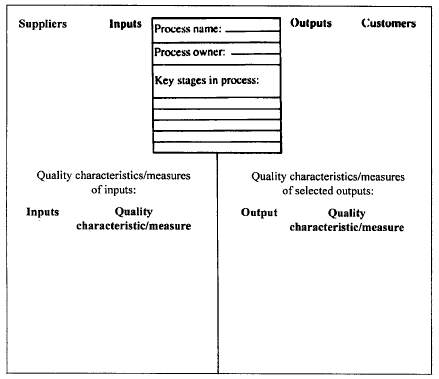 Suppliers Inputs Outputs Customers
Process name:
Process owner:
Key stages in process:
Quality characteristics/measures
of inputs:
Inputs Quality
characteristic/measure
Quality characteristics/measures
of selected outputs:
Output Quality
characteristic/measure